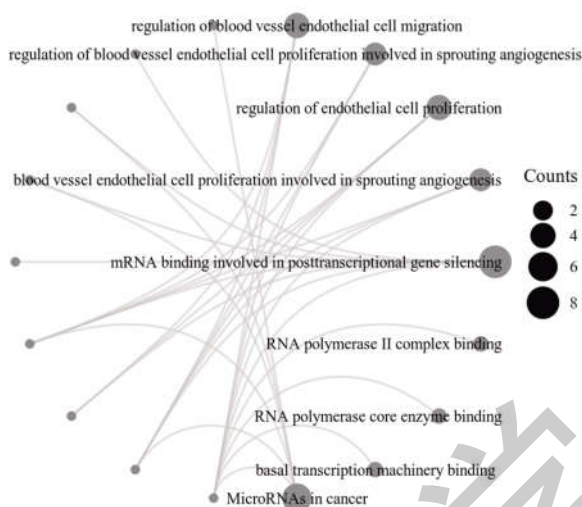 regulation of blood vessel endothelial cell migration
regulation of blood vessel endothelial cell proliferation involved in sprouting angiogenesis
regulation of endothelial cell proliferation
blood vessel endothelial cell proliferation involved in sprouting angiogenesis
Counts
2
4
mRNA binding involved in posttranscriptional gene silencing
6
8
RNA polymerase II complex binding
RNA polymerase core enzyme binding
basal transcription machinery binding
MicroRNAs in cancer